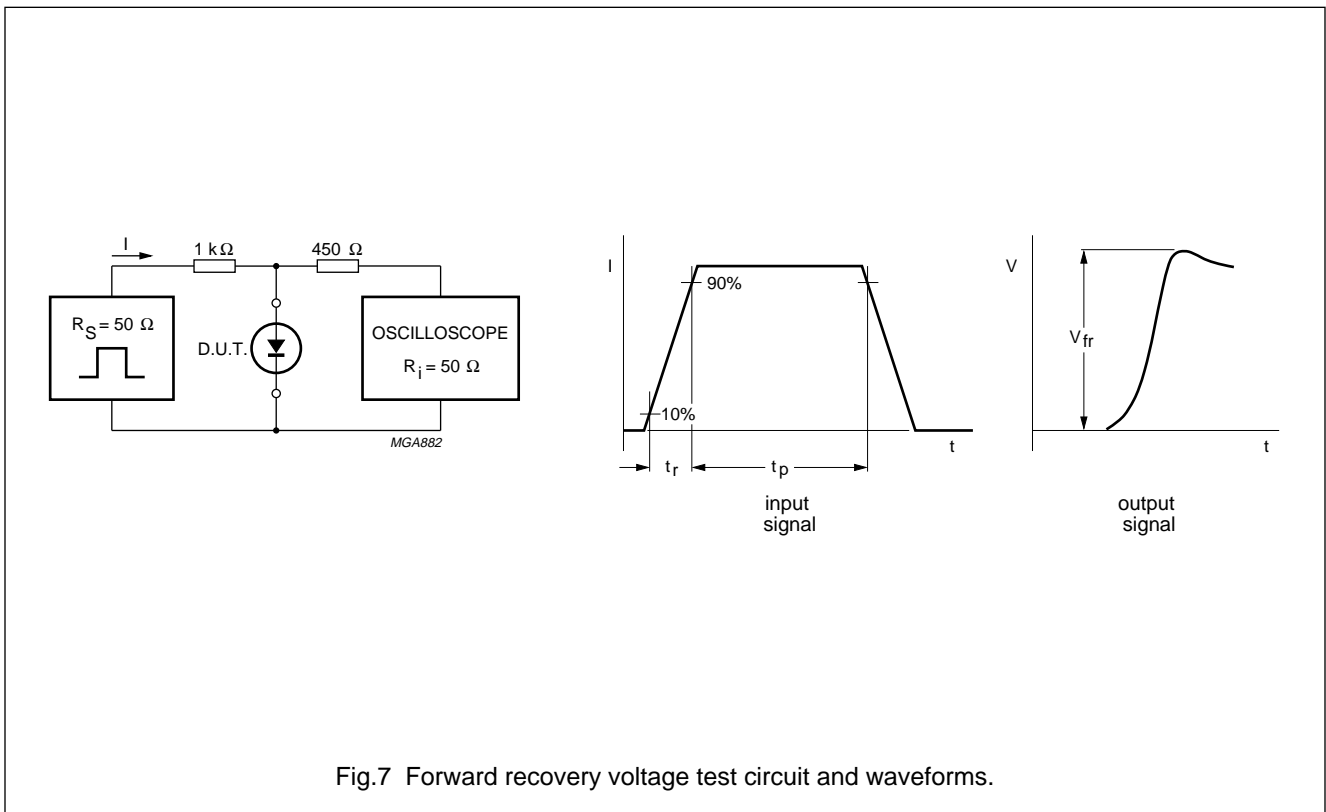 I
1 kΩ
450 Ω
R_S = 50 Ω
D.U.T.
OSCILLOSCOPE
R_i = 50 Ω
MGA882
I
90%
10%
t
t_r
t_p
input
signal
V
V_fr
t
output
signal
Fig.7 Forward recovery voltage test circuit and waveforms.